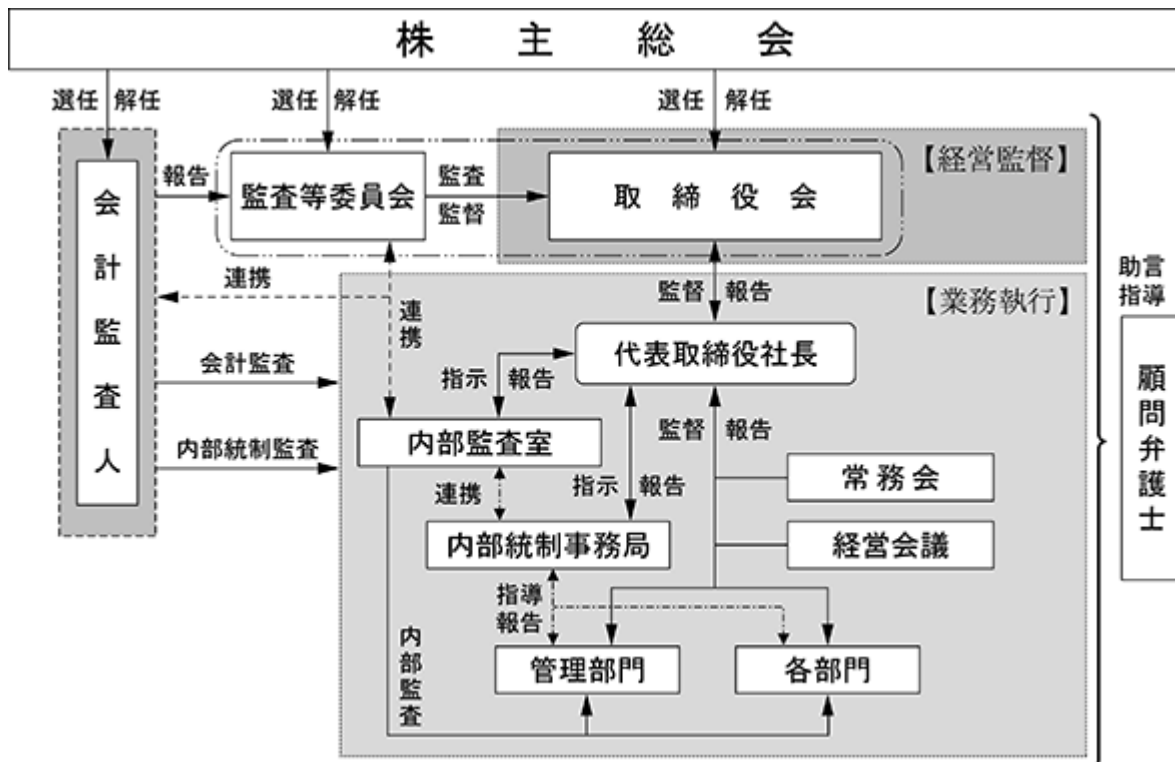 株主総会
選任 解任
選任 解任
選任 解任
会計監査人
報告
監査等委員会
監査
監督
取締役会
【経営監督】
連携
連携
監督 報告
【業務執行】
助言
指導
顧問弁護士
代表取締役社長
会計監査
指示 報告
内部監査室
監督 報告
内部統制監査
連携
指示 報告
常務会
内部統制事務局
経営会議
指導
報告
内部監査
管理部門
各部門